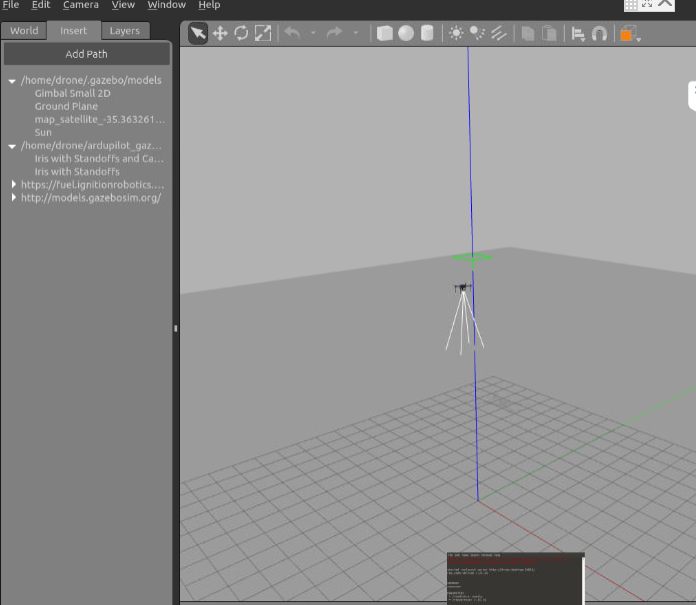 File Edit Camera View Window Help
World Insert Layers
Add Path
/home/drone/.gazebo/models
Gimbal Small 2D
Ground Plane
map_satellite_-35.363261...
Sun
/home/drone/ardupilot_gaz...
Iris with Standoffs and Ca...
Iris with Standoffs
https://fuel.ignitionrobotics....
http://models.gazebosim.org/